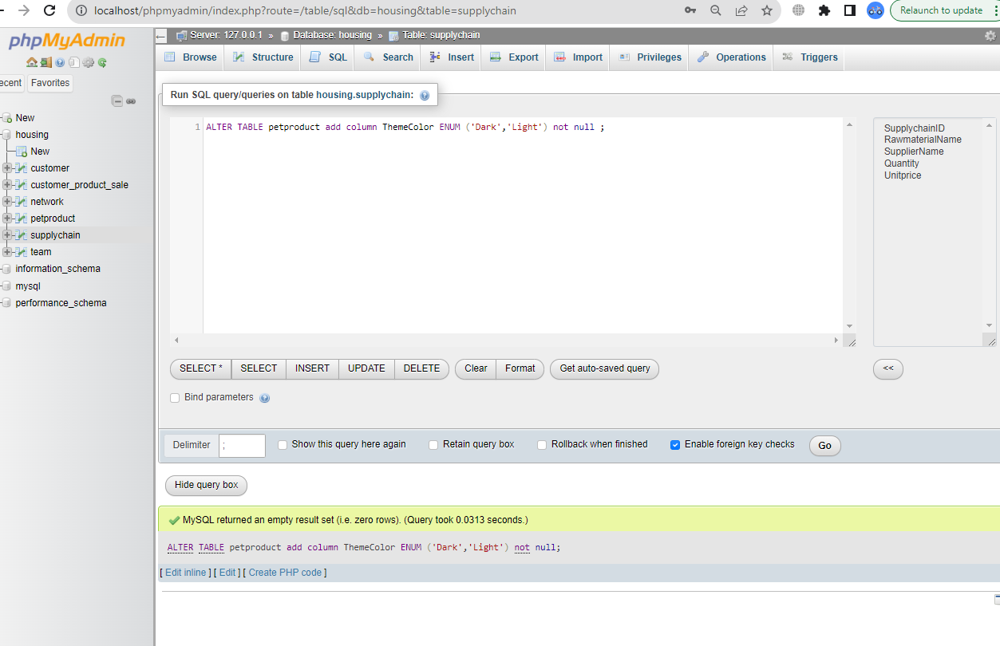 localhost/phpmyadmin/index.php?route=/table/sql&db=housing&table=supplychain
Relaunch to update
phpMyAdmin
ecent Favorites
New
housing
New
customer
customer_product_sale
network
petproduct
supplychain
team
information_schema
mysql
performance_schema
Server: 127.0.0.1 » Database: housing » Table: supplychain
Browse Structure SQL Search Insert Export Import Privileges Operations Triggers
Run SQL query/queries on table housing.supplychain:
1 ALTER TABLE petproduct add column ThemeColor ENUM ('Dark','Light') not null ;
SupplychainID
RawmaterialName
SupplierName
Quantity
Unitprice
SELECT * SELECT INSERT UPDATE DELETE Clear Format Get auto-saved query <<
Bind parameters
Delimiter ; Show this query here again Retain query box Rollback when finished Enable foreign key checks Go
Hide query box
MySQL returned an empty result set (i.e. zero rows). (Query took 0.0313 seconds.)
ALTER TABLE petproduct add column ThemeColor ENUM ('Dark','Light') not null;
[ Edit inline ] [ Edit ] [ Create PHP code ]